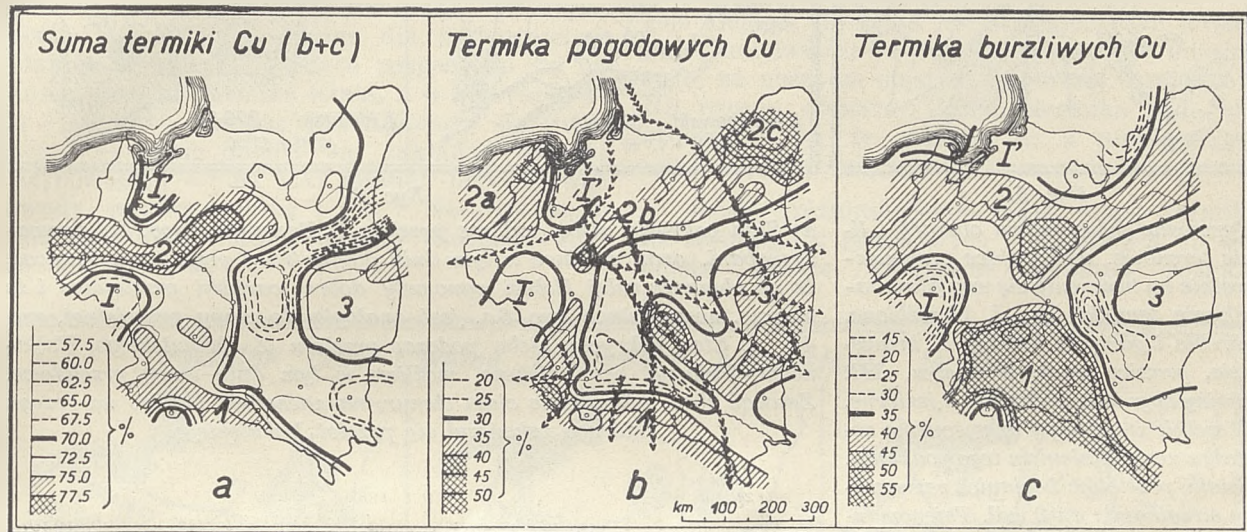 Suma termiki Cu (b+c)
I'
2
I
3
1
57.5
60.0
62.5
65.0
67.5
70.0
72.5
75.0
77.5
%
a
Termika pogodowych Cu
2c
I'
2a
2b
I
3
1
20
25
30
35
40
45
50
%
b
km 100 200 300
Termika burzliwych Cu
I'
2
I
3
1
15
20
25
30
35
40
45
50
55
%
c